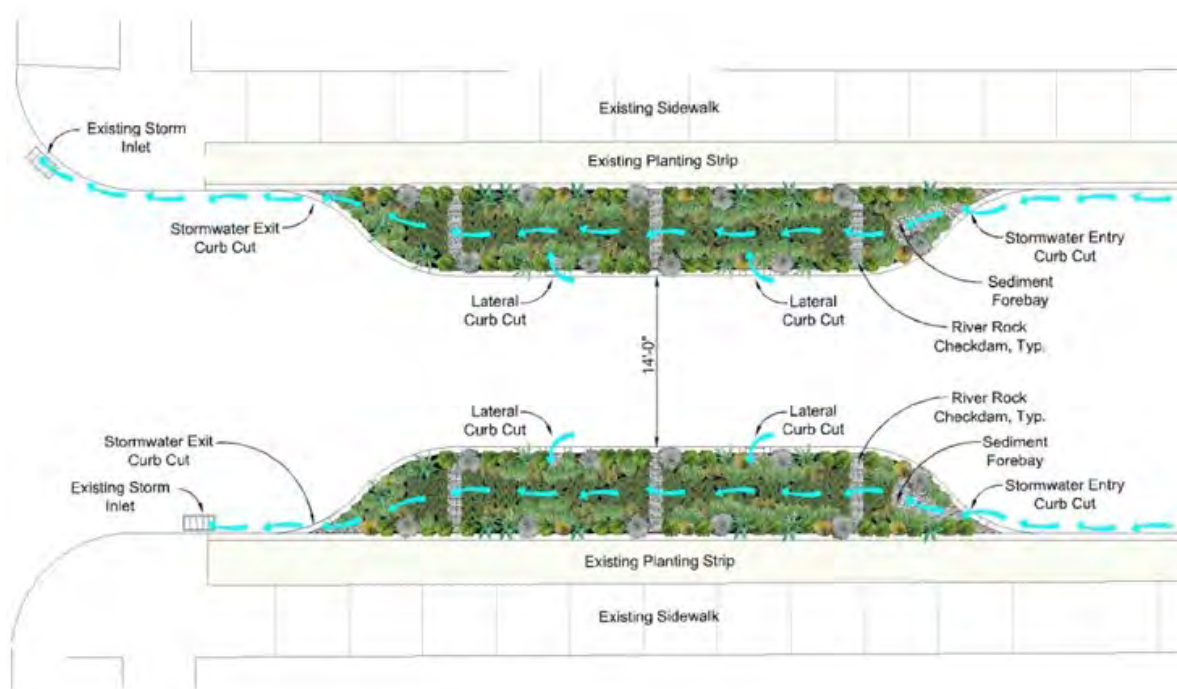 Existing Sidewalk
Existing Storm
Inlet
Existing Planting Strip
Stormwater Exit
Curb Cut
Stormwater Entry
Curb Cut
Sediment
Forebay
Lateral
Curb Cut
Lateral
Curb Cut
River Rock
Checkdam, Typ.
14'-0"
Lateral
Curb Cut
Lateral
Curb Cut
River Rock
Checkdam, Typ.
Stormwater Exit
Curb Cut
Sediment
Forebay
Existing Storm
Inlet
Stormwater Entry
Curb Cut
Existing Planting Strip
Existing Sidewalk